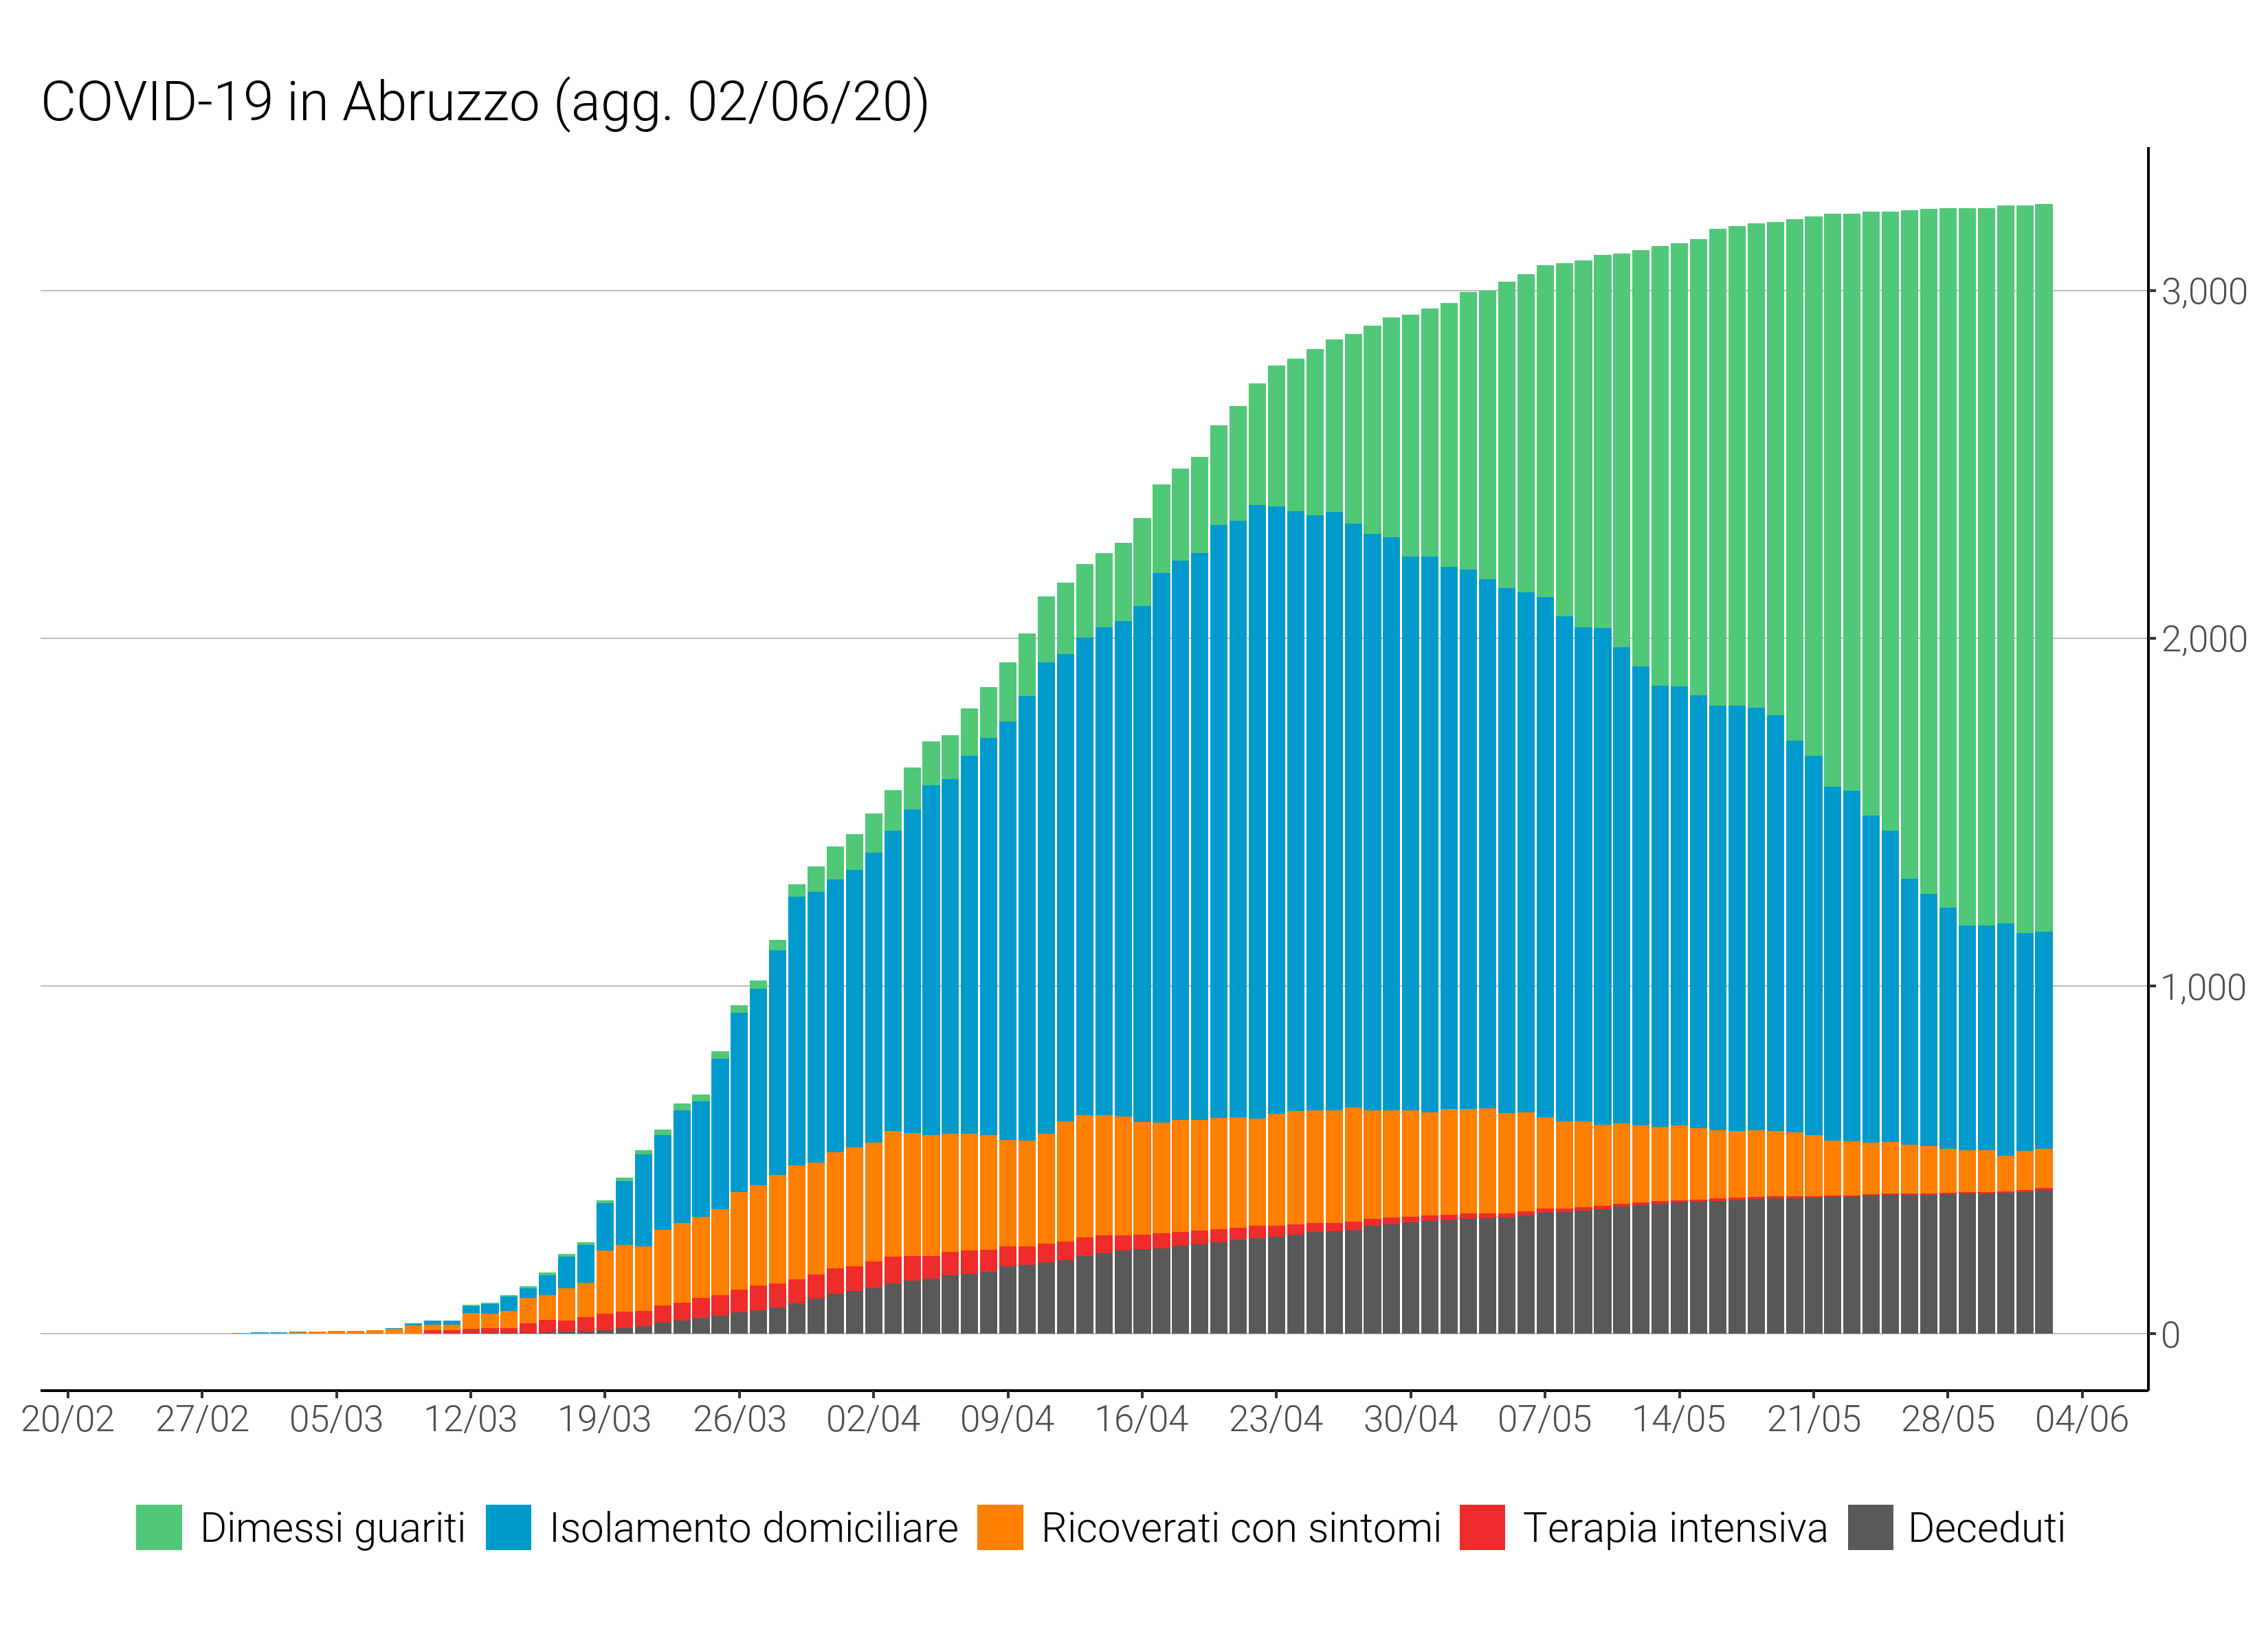 COVID-19 in Abruzzo (agg. 02/06/20)
3,000
2,000
1,000
0
20/02 27/02 05/03 12/03 19/03 26/03 02/04 09/04 16/04 23/04 30/04 07/05 14/05 21/05 28/05 04/06
Dimessi guariti Isolamento domiciliare Ricoverati con sintomi Terapia intensiva Deceduti